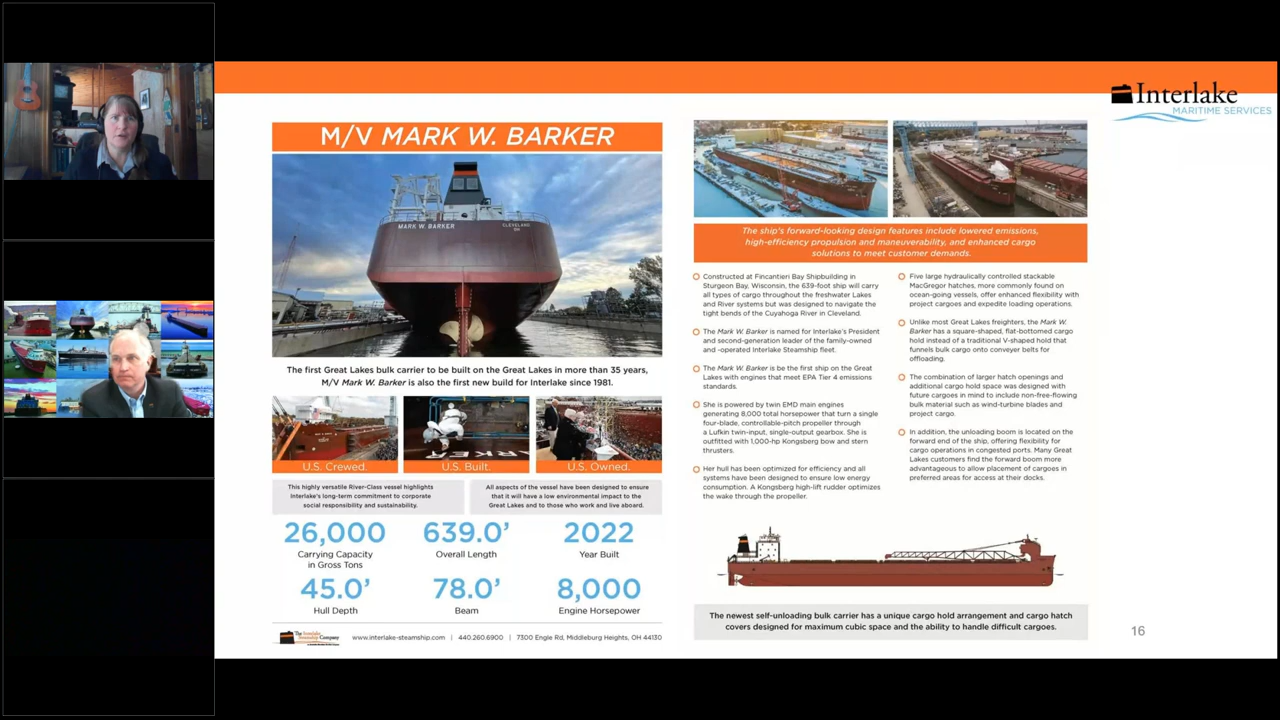 Interlake
MARITIME SERVICES
M/V MARK W. BARKER
MARK W. BARKER
CLEVELAND
The first Great Lakes bulk carrier to be built on the Great Lakes in more than 35 years,
M/V Mark W. Barker is also the first new build for Interlake since 1981.
U.S. Crewed.
U.S. Built.
U.S. Owned.
This highly versatile River-Class vessel highlights
Interlake's long-term commitment to corporate
social responsibility and sustainability.
All aspects of the vessel have been designed to ensure
that it will have a low environmental impact to the
Great Lakes and to those who work and live aboard.
26,000
Carrying Capacity
in Gross Tons
639.0'
Overall Length
2022
Year Built
45.0'
Hull Depth
78.0'
Beam
8,000
Engine Horsepower
The Interlake
Steamship Company
www.interlake-steamship.com | 440.260.6900 | 7300 Engle Rd, Middleburg Heights, OH 44130
The ship's forward-looking design features include lowered emissions,
high-efficiency propulsion and maneuverability, and enhanced cargo
solutions to meet customer demands.
Constructed at Fincantieri Bay Shipbuilding in
Sturgeon Bay, Wisconsin, the 639-foot ship will carry
all types of cargo throughout the freshwater Lakes
and River systems but was designed to navigate the
tight bends of the Cuyahoga River in Cleveland.
The Mark W. Barker is named for Interlake's President
and second-generation leader of the family-owned
and -operated Interlake Steamship fleet.
The Mark W. Barker is be the first ship on the Great
Lakes with engines that meet EPA Tier 4 emissions
standards.
She is powered by twin EMD main engines
generating 8,000 total horsepower that turn a single
four-blade, controllable-pitch propeller through
a Lufkin twin-input, single-output gearbox. She is
outfitted with 1,000-hp Kongsberg bow and stern
thrusters.
Her hull has been optimized for efficiency and all
systems have been designed to ensure low energy
consumption. A Kongsberg high-lift rudder optimizes
the wake through the propeller.
Five large hydraulically controlled stackable
MacGregor hatches, more commonly found on
ocean-going vessels, offer enhanced flexibility with
project cargoes and expedite loading operations.
Unlike most Great Lakes freighters, the Mark W.
Barker has a square-shaped, flat-bottomed cargo
hold instead of a traditional V-shaped hold that
funnels bulk cargo onto conveyer belts for
offloading.
The combination of larger hatch openings and
additional cargo hold space was designed with
future cargoes in mind to include non-free-flowing
bulk material such as wind-turbine blades and
project cargo.
In addition, the unloading boom is located on the
forward end of the ship, offering flexibility for
cargo operations in congested ports. Many Great
Lakes customers find the forward boom more
advantageous to allow placement of cargoes in
preferred areas for access at their docks.
The newest self-unloading bulk carrier has a unique cargo hold arrangement and cargo hatch
covers designed for maximum cubic space and the ability to handle difficult cargoes.
16